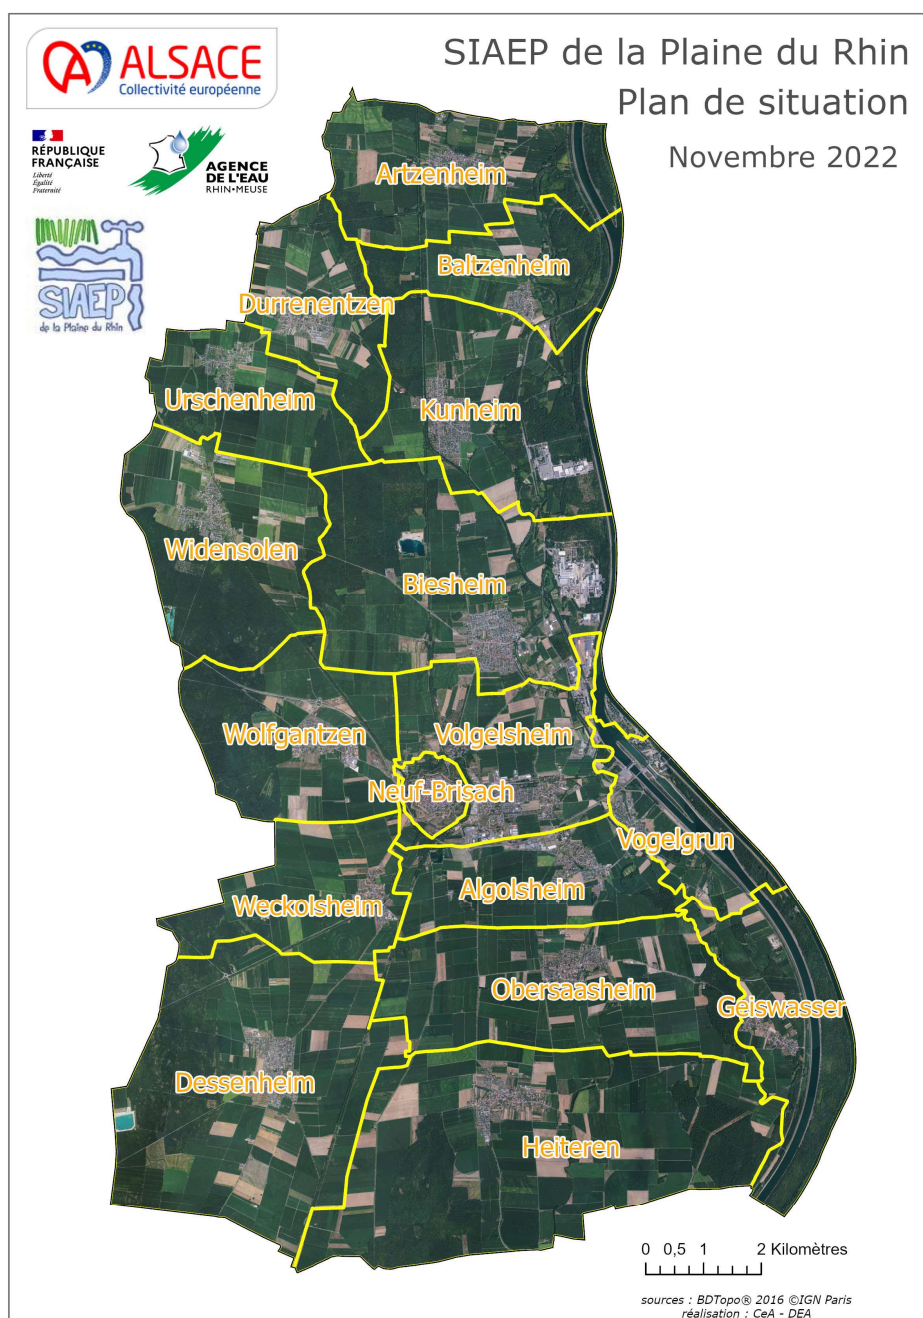 ALSACE
Collectivité européenne
SIAEP de la Plaine du Rhin
Plan de situation
Novembre 2022
RÉPUBLIQUE
FRANÇAISE
Liberté
Égalité
Fraternité
AGENCE
DE L'EAU
RHIN•MEUSE
SIAEP
de la Plaine du Rhin
Artzenheim
Baltzenheim
Durrenentzen
Urschenheim
Kunheim
Widensolen
Biesheim
Wolfgantzen
Volgelsheim
Neuf-Brisach
Vogelgrun
Algolsheim
Weckolsheim
Obersaasheim
Geiswasser
Dessenheim
Heiteren
0 0,5 1 2 Kilomètres
sources : BDTopo® 2016 ©IGN Paris
réalisation : CeA - DEA